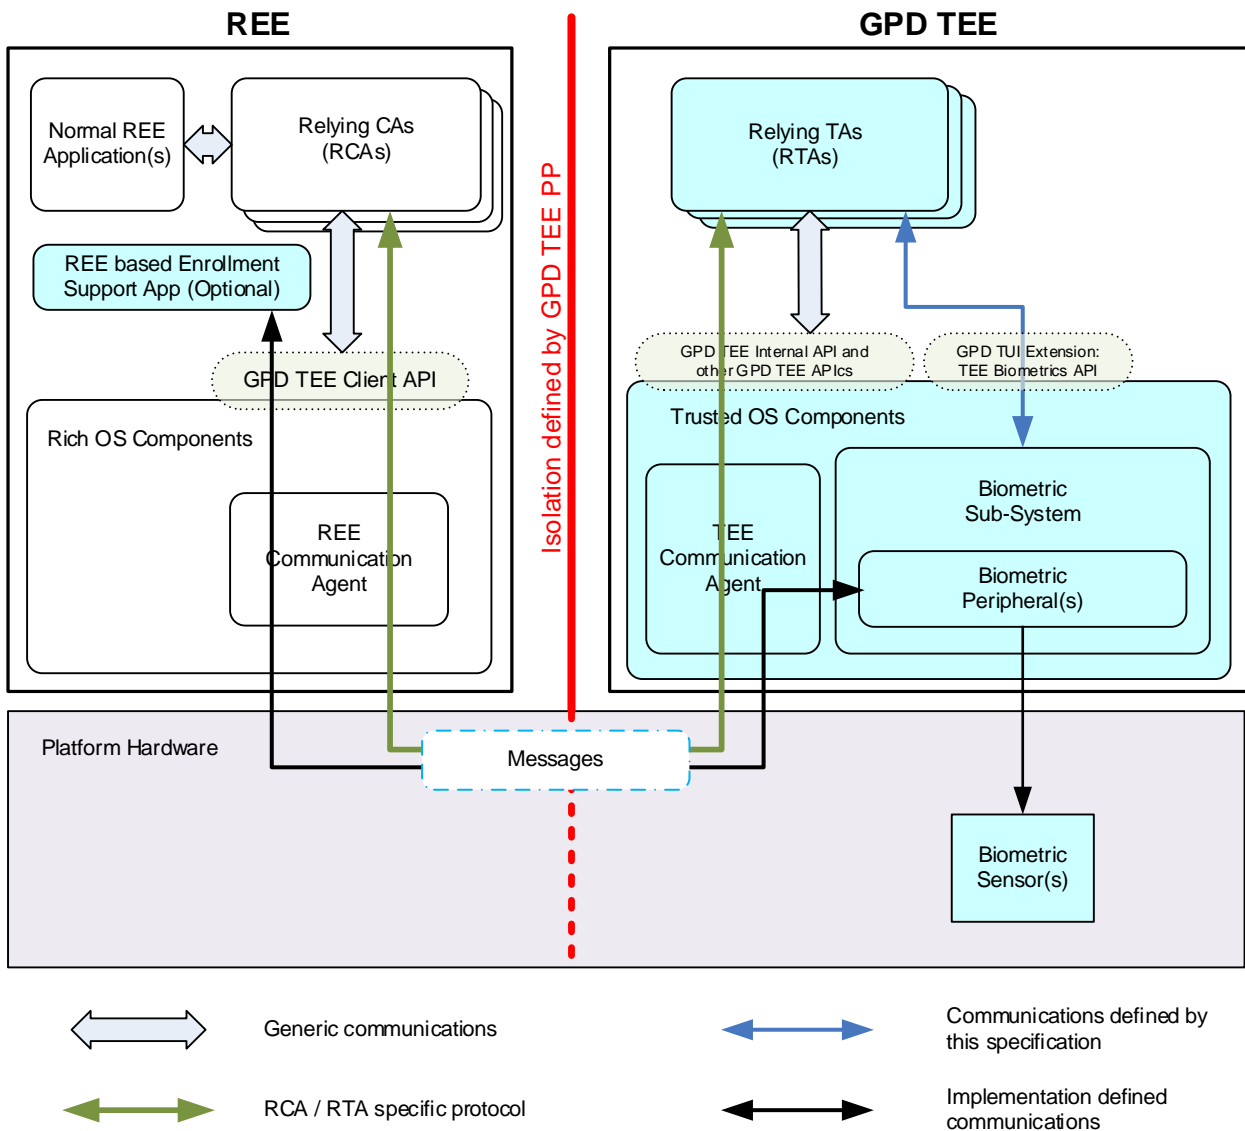 REE
GPD TEE
Normal REE
Application(s)
Relying CAs
(RCAs)
Relying TAs
(RTAs)
REE based Enrollment
Support App (Optional)
Isolation defined by GPD TEE PP
GPD TEE Client API
GPD TEE Internal API and
other GPD TEE APIcs
GPD TUI Extension:
TEE Biometrics API
Rich OS Components
Trusted OS Components
REE
Communication
Agent
TEE
Communication
Agent
Biometric
Sub-System
Biometric
Peripheral(s)
Platform Hardware
Messages
Biometric
Sensor(s)
Generic communications
Communications defined by
this specification
RCA / RTA specific protocol
Implementation defined
communications